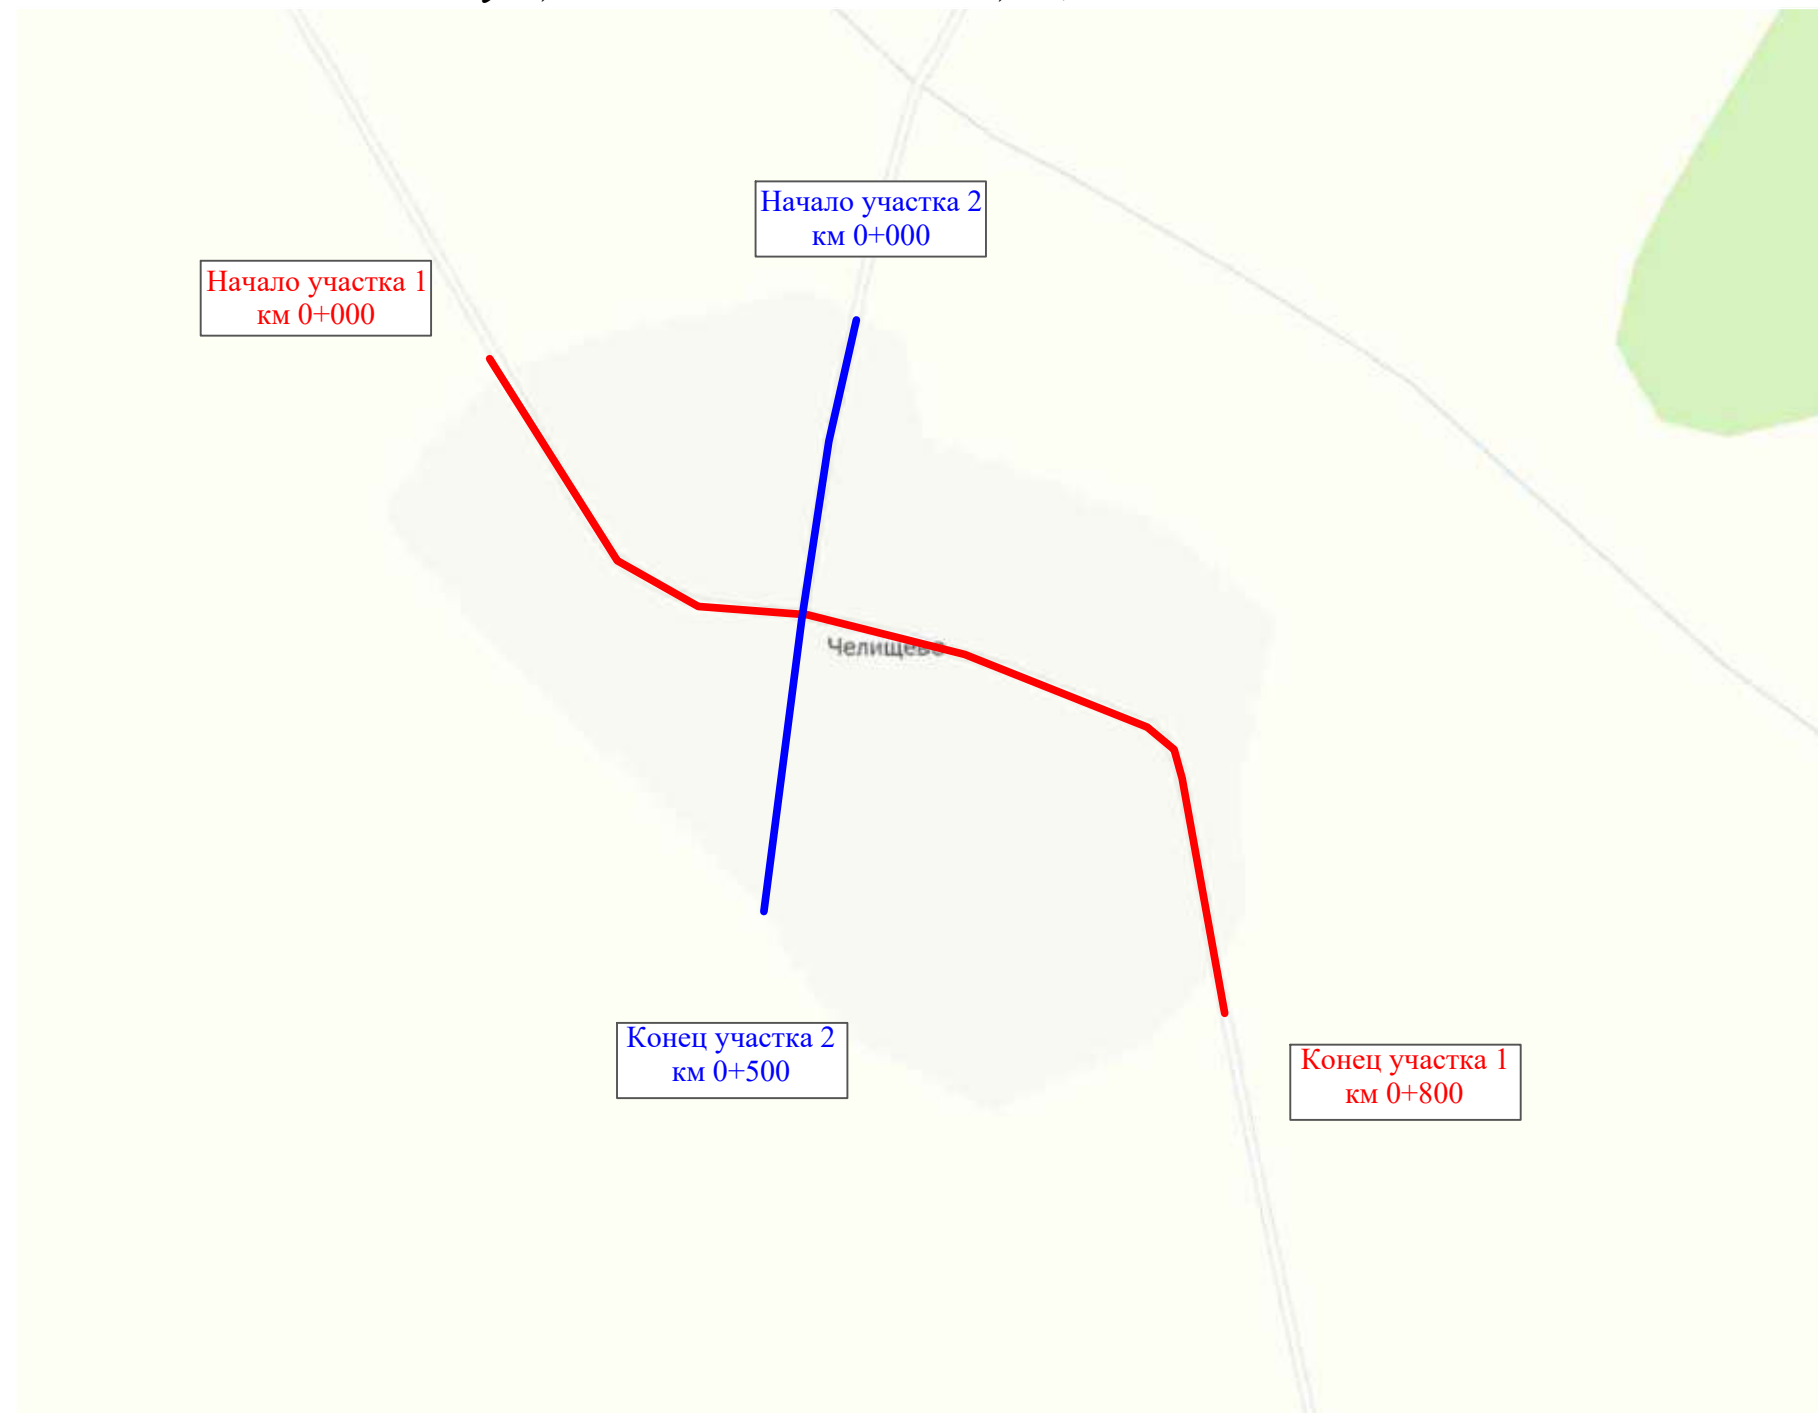 Начало участка 2
км 0+000
Начало участка 1
км 0+000
Челищево
Конец участка 2
км 0+500
Конец участка 1
км 0+800